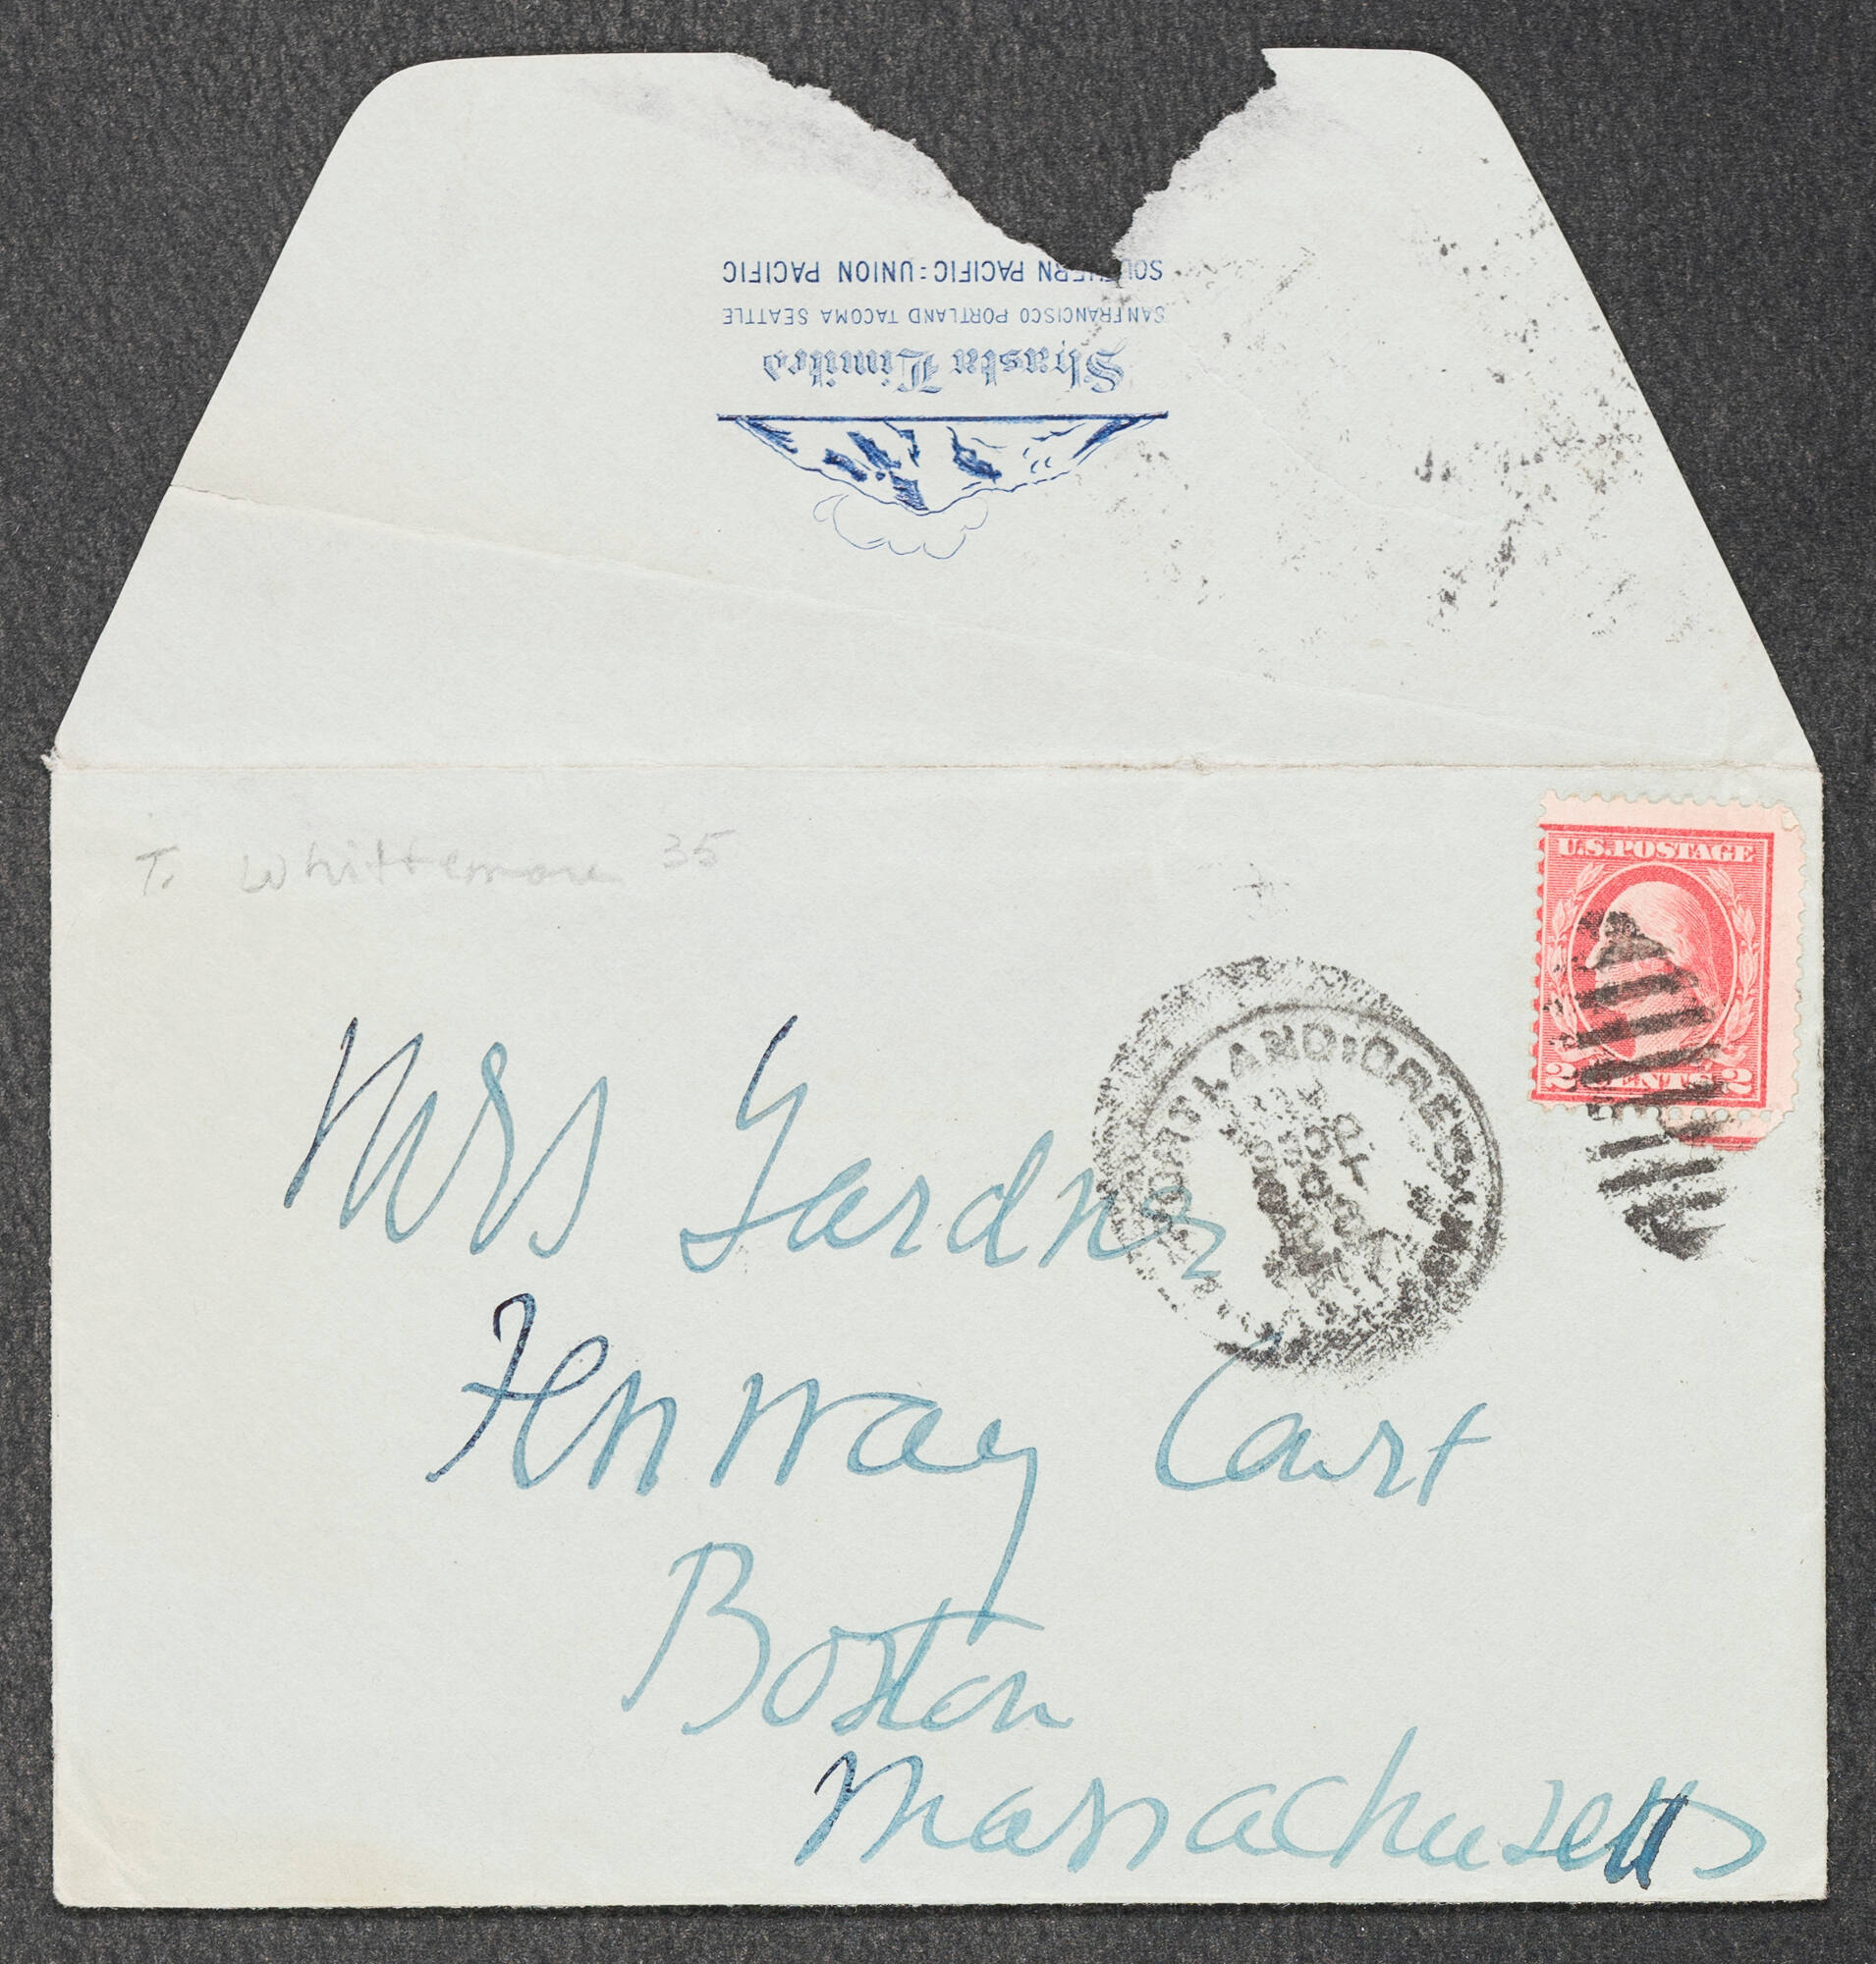 Shasta Limited
SAN FRANCISCO PORTLAND TACOMA SEATTLE
SOUTHERN PACIFIC = UNION PACIFIC
T. Whittemore 35
U.S. POSTAGE
2 CENTS 2
PORTLAND, ORE
Mrs Gardner
Fenway Court
Boston
Massachusetts